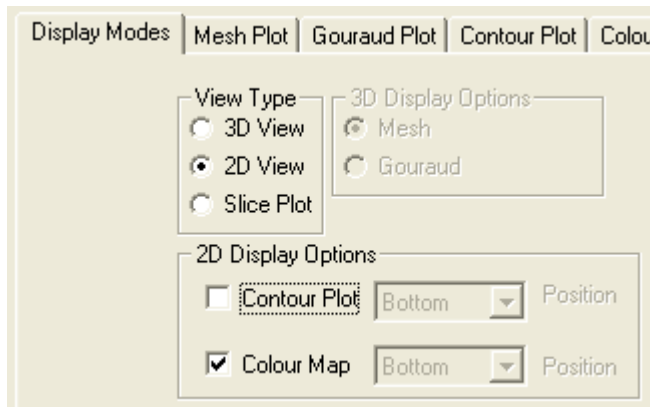 Display Modes Mesh Plot Gouraud Plot Contour Plot Colou
View Type
3D View
2D View
Slice Plot
3D Display Options
Mesh
Gouraud
2D Display Options
Contour Plot Bottom Position
Colour Map Bottom Position